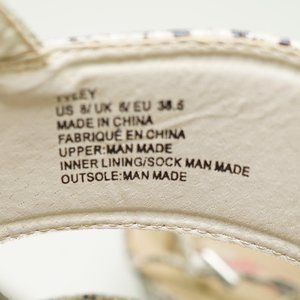 TYLEY
US 8/ UK 6/ EU 38.5
MADE IN CHINA
FABRIQUÉ EN CHINA
UPPER:MAN MADE
INNER LINING/SOCK MAN MADE
OUTSOLE:MAN MADE